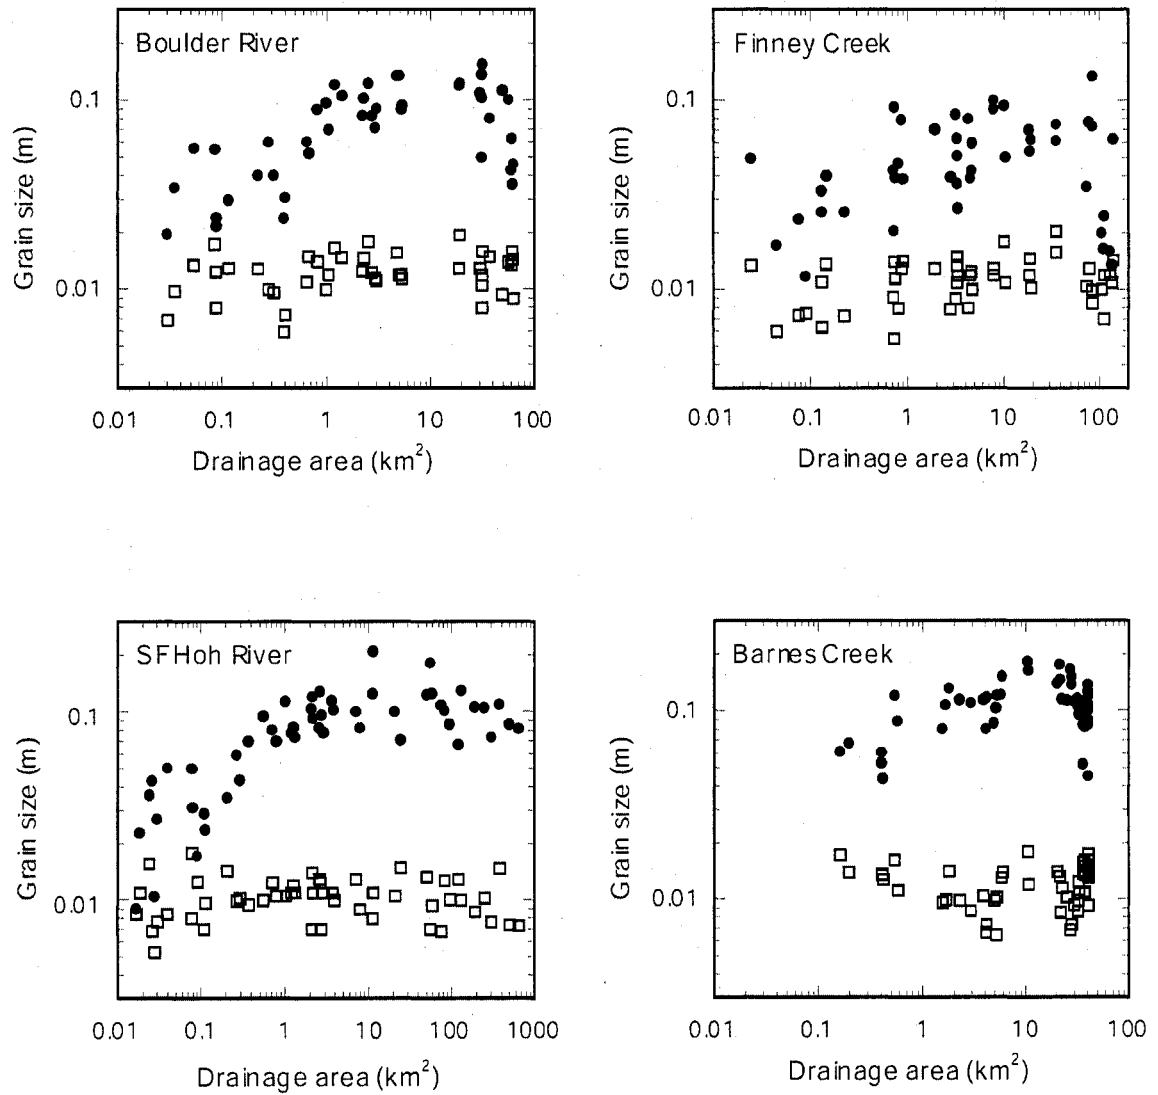 Boulder River
Grain size (m)
0.1
0.01
0.01 0.1 1 10 100
Drainage area (km²)
Finney Creek
Grain size (m)
0.1
0.01
0.01 0.1 1 10 100
Drainage area (km²)
SF Hoh River
Grain size (m)
0.1
0.01
0.01 0.1 1 10 100 1000
Drainage area (km²)
Barnes Creek
Grain size (m)
0.1
0.01
0.01 0.1 1 10 100
Drainage area (km²)